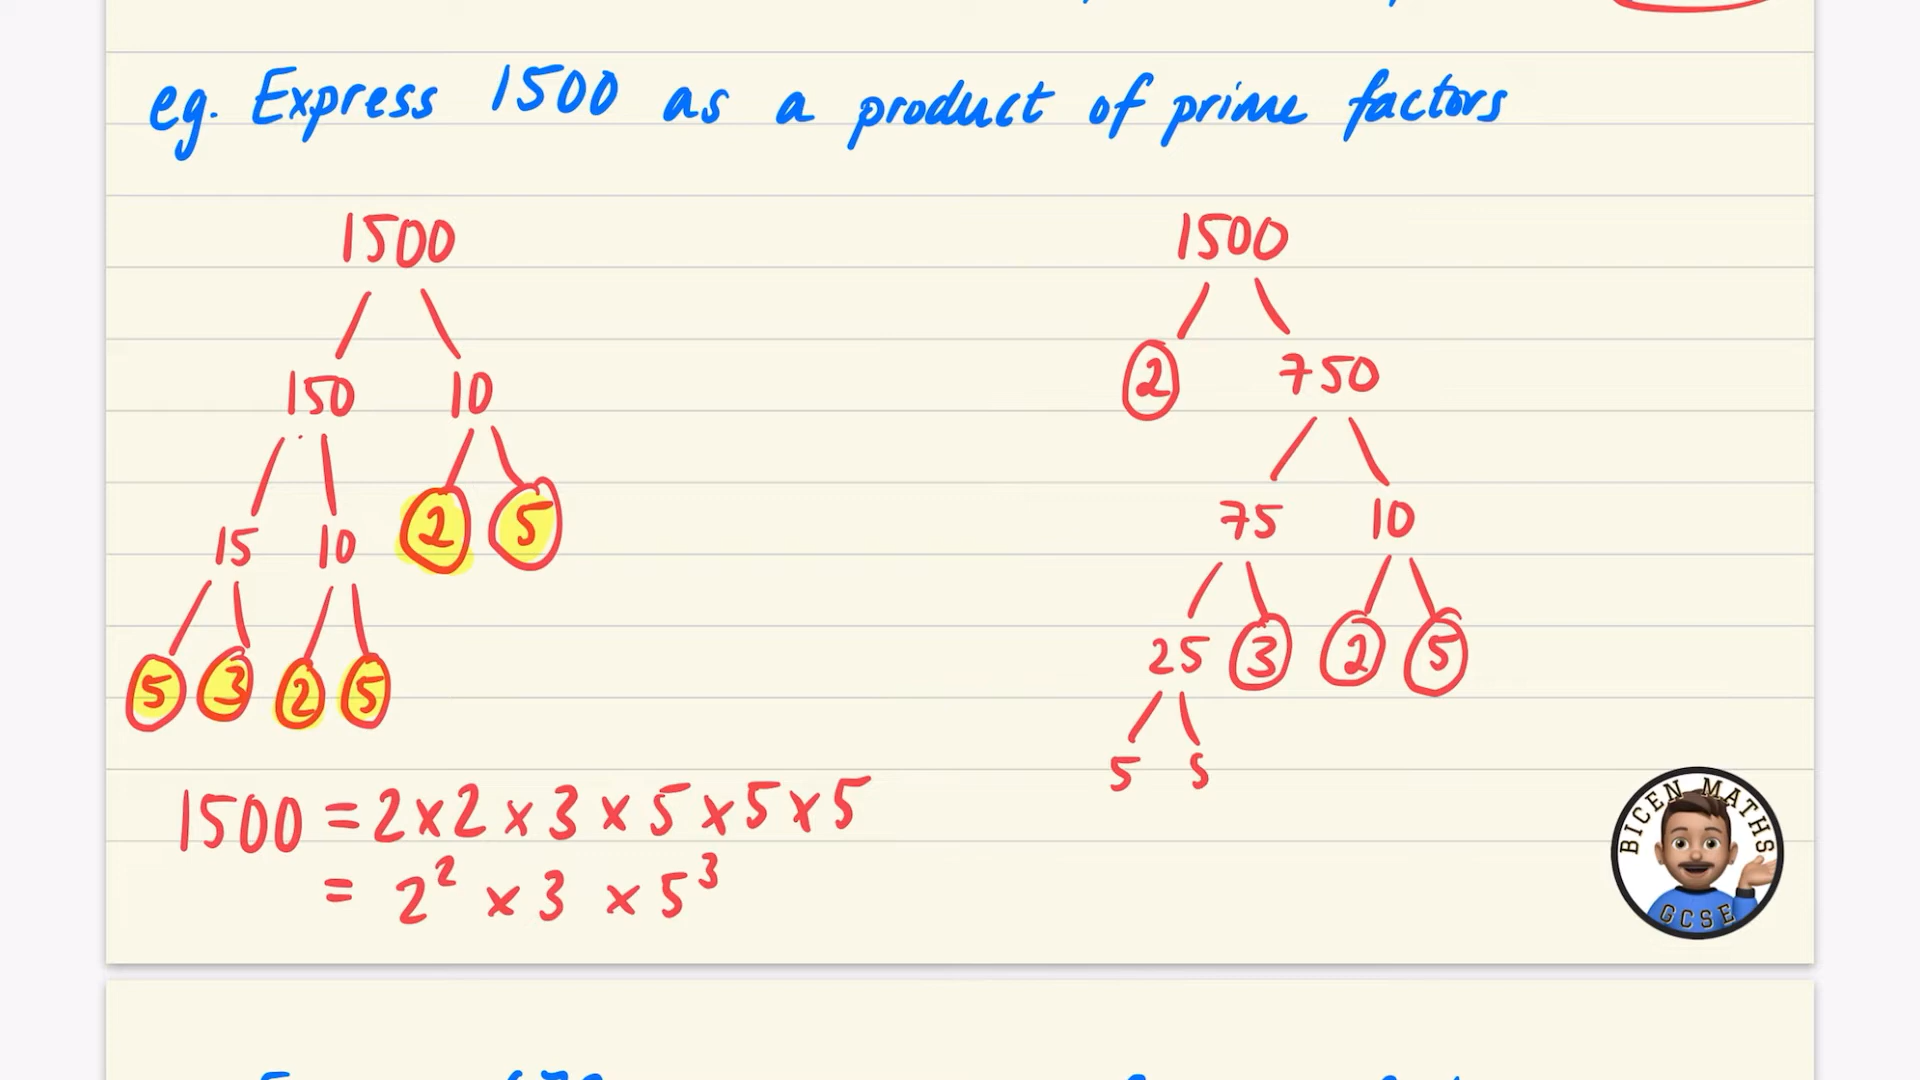 eg. Express 1500 as a product of prime factors
1500
150 10
15 10 2 5
5 3 2 5
1500 = 2 x 2 x 3 x 5 x 5 x 5
= 2² x 3 x 5³
1500
2 750
75 10
25 3 2 5
5 5
BICEN MATHS
GCSE